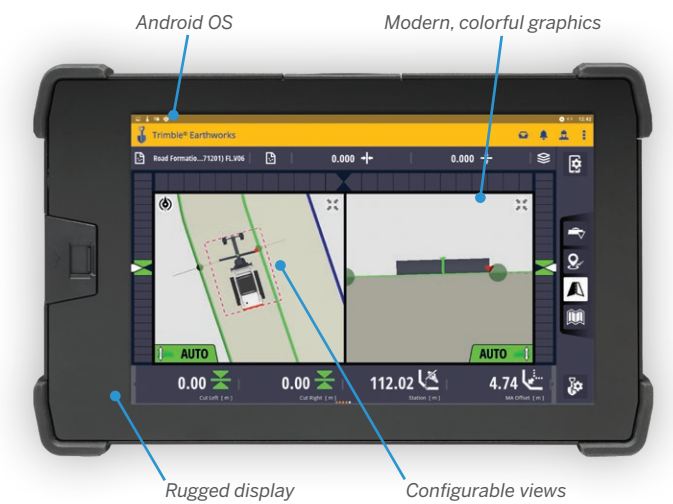 Android OS
Modern, colorful graphics
Trimble® Earthworks
Road Formatio...71201) FL.V06
0.000
0.000
AUTO
AUTO
0.00
0.00
112.02
4.74
Cut Left [m]
Cut Right [m]
Station [m]
MA Offset [m]
Rugged display
Configurable views